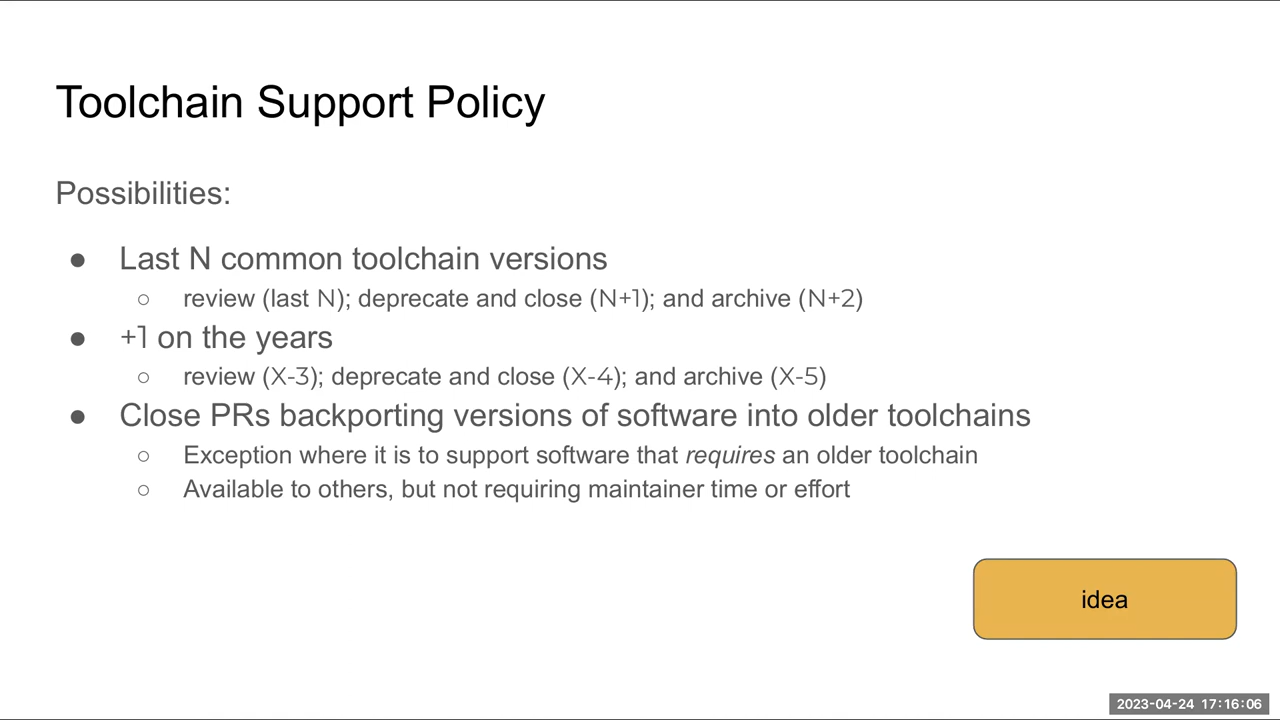 Toolchain Support Policy
Possibilities:
● Last N common toolchain versions
○ review (last N); deprecate and close (N+1); and archive (N+2)
● +1 on the years
○ review (X-3); deprecate and close (X-4); and archive (X-5)
● Close PRs backporting versions of software into older toolchains
○ Exception where it is to support software that requires an older toolchain
○ Available to others, but not requiring maintainer time or effort
idea
2023-04-24 17:16:06